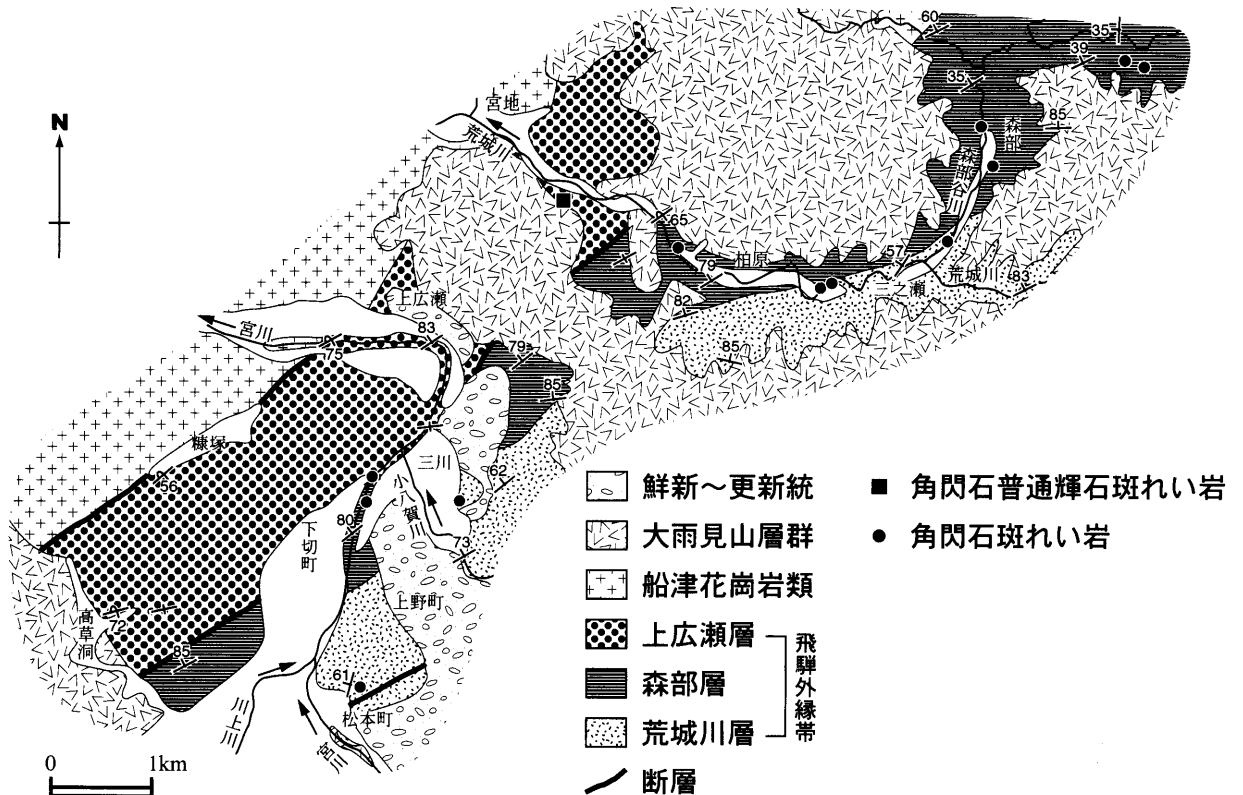 N
60
35
39
宮地
荒城川
35
85
森部
森部谷川
65
柏原
79
57
荒城川
83
三之瀬
82
85
上広瀬
宮川
83
75
79
85
糠塚
三川
62
56
小八賀川
80
下切町
73
上野町
高草洞
72
85
61
松本町
川上川
宮川
0 1km
鮮新～更新統
大雨見山層群
船津花崗岩類
上広瀬層
森部層
荒城川層
飛騨外縁帯
断層
角閃石普通輝石斑れい岩
角閃石斑れい岩